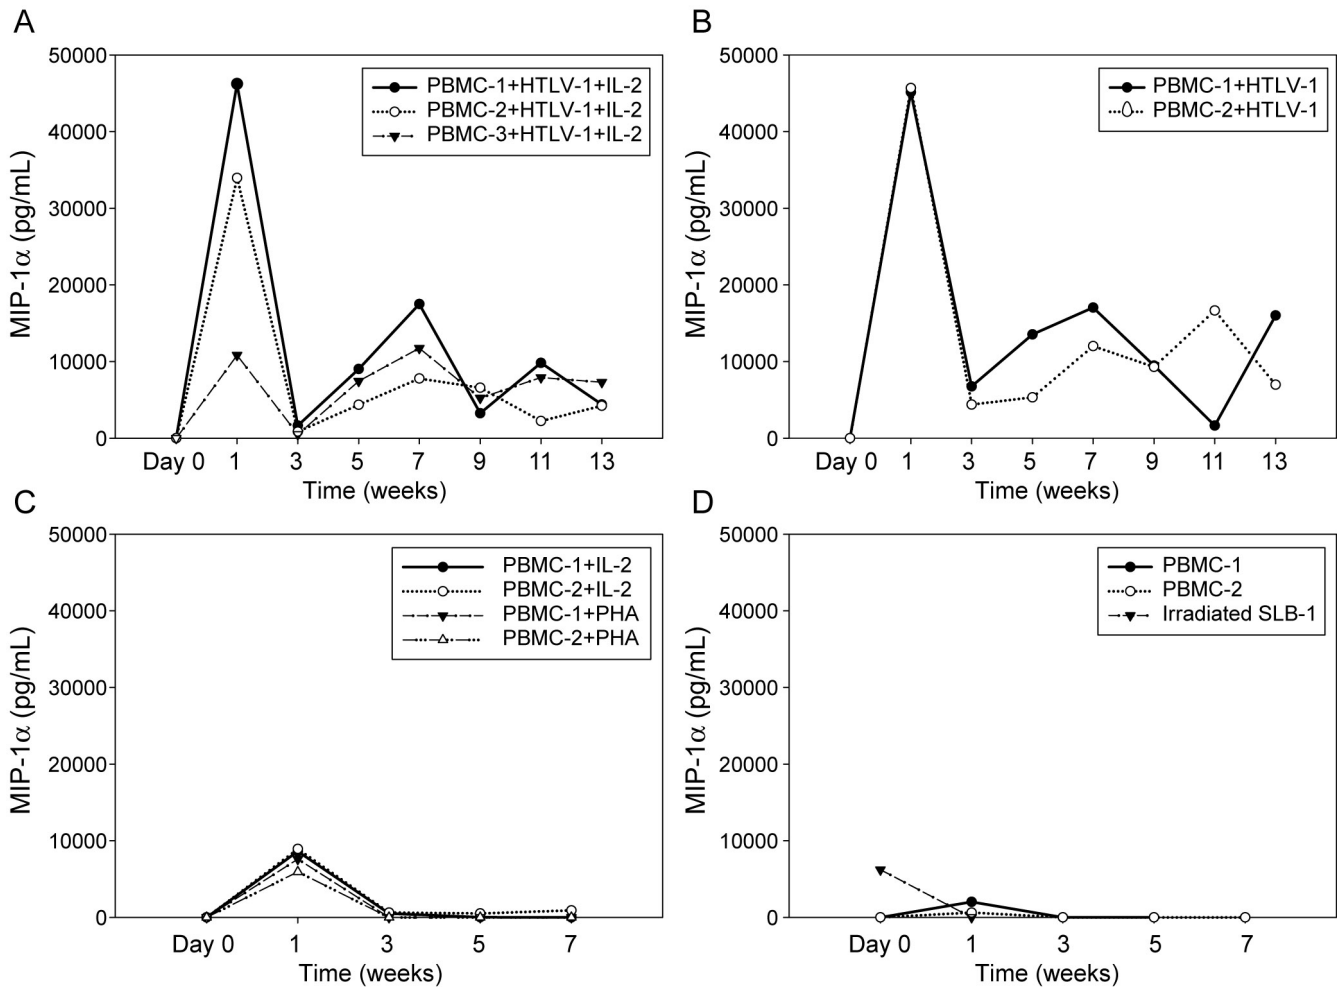 A
50000
40000
30000
20000
10000
0
MIP-1α (pg/mL)
PBMC-1+HTLV-1+IL-2
PBMC-2+HTLV-1+IL-2
PBMC-3+HTLV-1+IL-2
Day 0 1 3 5 7 9 11 13
Time (weeks)
B
50000
40000
30000
20000
10000
0
MIP-1α (pg/mL)
PBMC-1+HTLV-1
PBMC-2+HTLV-1
Day 0 1 3 5 7 9 11 13
Time (weeks)
C
50000
40000
30000
20000
10000
0
MIP-1α (pg/mL)
PBMC-1+IL-2
PBMC-2+IL-2
PBMC-1+PHA
PBMC-2+PHA
Day 0 1 3 5 7
Time (weeks)
D
50000
40000
30000
20000
10000
0
MIP-1α (pg/mL)
PBMC-1
PBMC-2
Irradiated SLB-1
Day 0 1 3 5 7
Time (weeks)